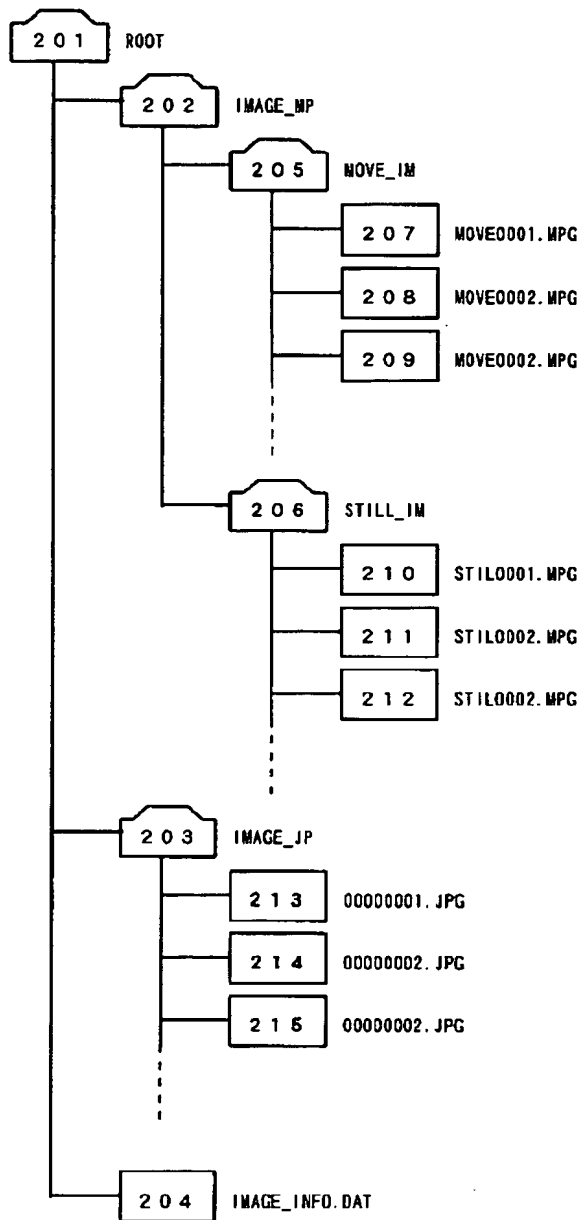 201 ROOT
202 IMAGE_MP
205 MOVE_IM
207 MOVE0001.MPG
208 MOVE0002.MPG
209 MOVE0002.MPG
206 STILL_IM
210 STIL0001.MPG
211 STIL0002.MPG
212 STIL0002.MPG
203 IMAGE_JP
213 00000001.JPG
214 00000002.JPG
215 00000002.JPG
204 IMAGE_INFO.DAT